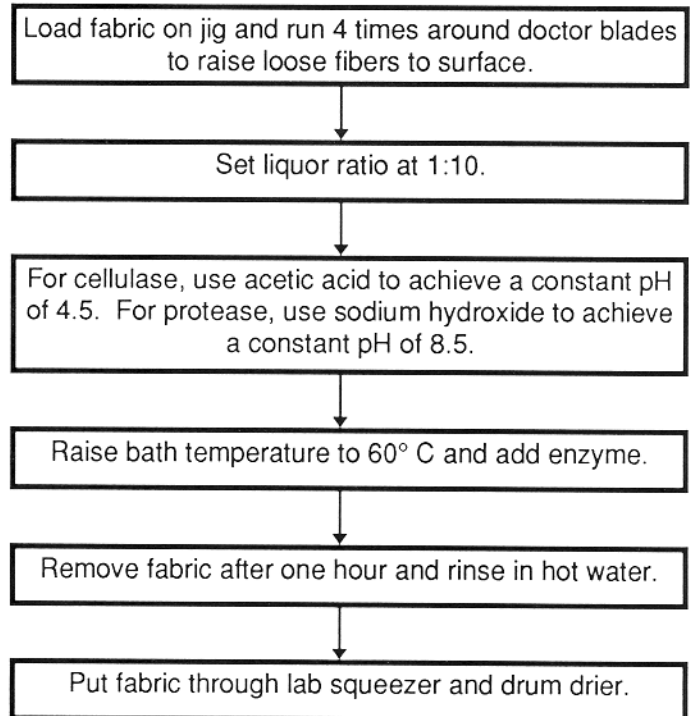 Load fabric on jig and run 4 times around doctor blades
to raise loose fibers to surface.
Set liquor ratio at 1:10.
For cellulase, use acetic acid to achieve a constant pH
of 4.5. For protease, use sodium hydroxide to achieve
a constant pH of 8.5.
Raise bath temperature to 60° C and add enzyme.
Remove fabric after one hour and rinse in hot water.
Put fabric through lab squeezer and drum drier.